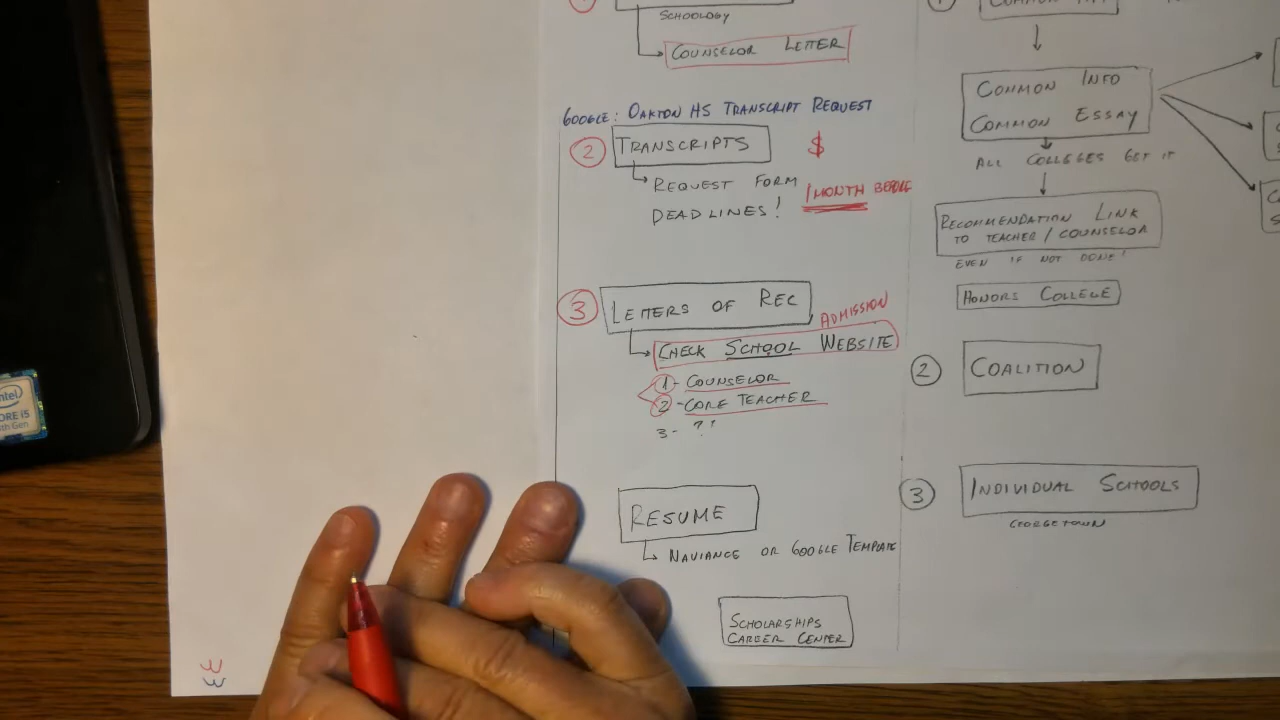 SCHOOLOGY
COUNSELOR LETTER
GOOGLE: OAKTON HS TRANSCRIPT REQUEST
2 TRANSCRIPTS $
REQUEST FORM 1 MONTH BEFORE
DEADLINES!
3 LETTERS OF REC
ADMISSION
CHECK SCHOOL WEBSITE
1- COUNSELOR
2- CORE TEACHER
3- ?!
RESUME
NAVIANCE OR GOOGLE TEMPLATE
SCHOLARSHIPS
CAREER CENTER
COMMON INFO
COMMON ESSAY
ALL COLLEGES GET IT
RECOMMENDATION LINK
TO TEACHER / COUNSELOR
EVEN IF NOT DONE!
HONORS COLLEGE
2 COALITION
3 INDIVIDUAL SCHOOLS
GEORGETOWN
intel
CORE i5